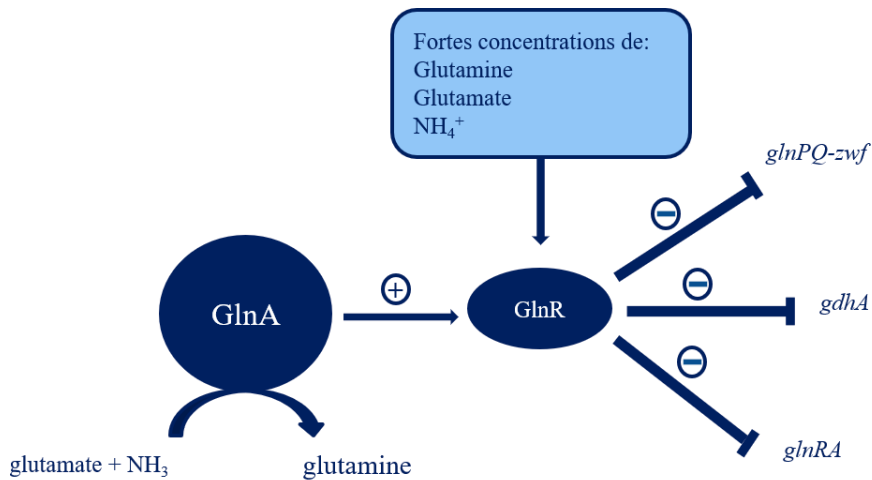 Fortes concentrations de:
Glutamine
Glutamate
NH₄⁺
glnPQ-zwf
GlnA
+
GlnR
gdhA
glnRA
glutamate + NH₃
glutamine